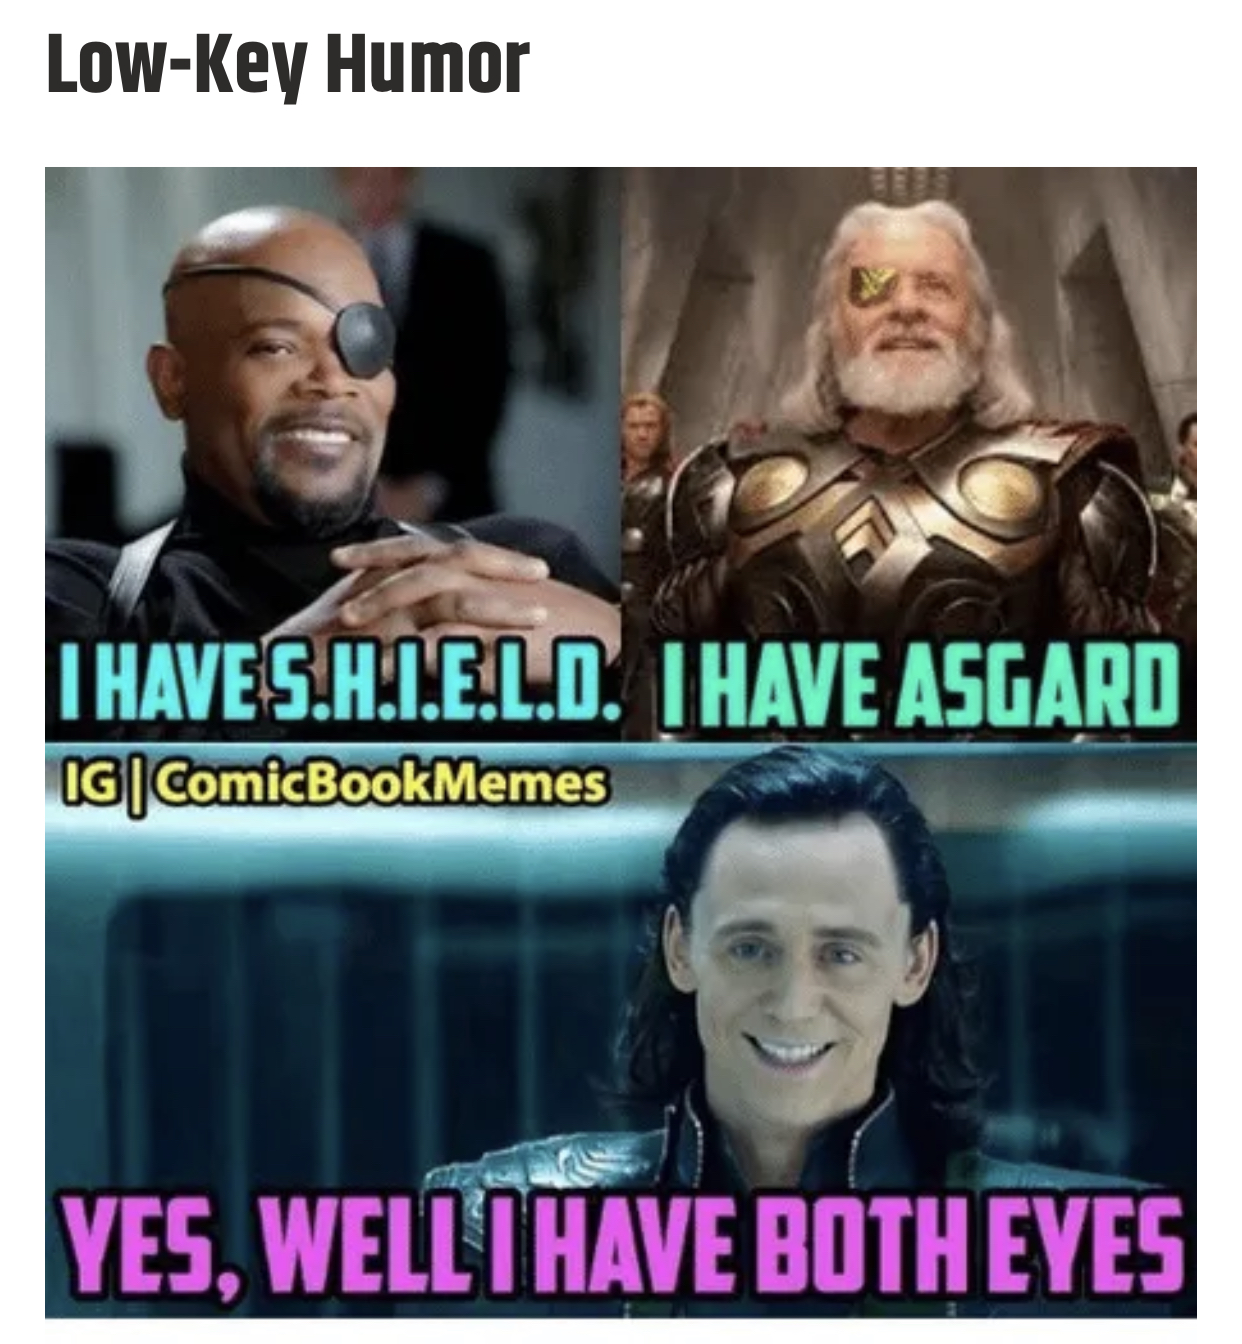 Low-Key Humor
I HAVE S.H.I.E.L.D.
I HAVE ASGARD
IG | ComicBookMemes
YES, WELL I HAVE BOTH EYES